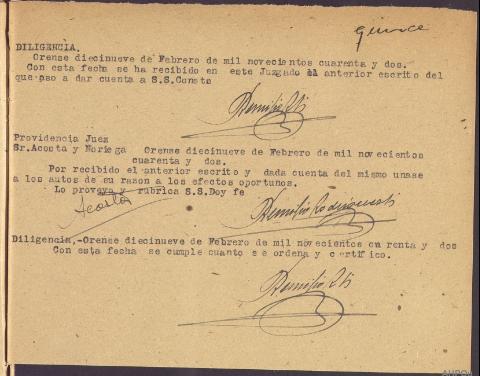 quince
DILIGENCIA.
Orense diecinueve de Febrero de mil novecientos cuarenta y dos.
Con esta fecha se ha recibido en este Juzgado el anterior escrito del
que pso a dar cuenta a S.S.Conste
Providencia Juez
Sr.Acosta y Noriega Orense diecinueve de Febrero de mil novecientos
cuarenta y dos.
Por recibido el anterior escrito y dada cuenta del mismo unase
a los autos de su razon a los efectos oportunos.
Lo proveyo y rubrica S.S.Doy fe
Acosta
Diligencia,-Orense diecinueve de Febrero de mil novecientos cu renta y dos
Con esta fecha se cumple cuanto se ordena y c rtifico.